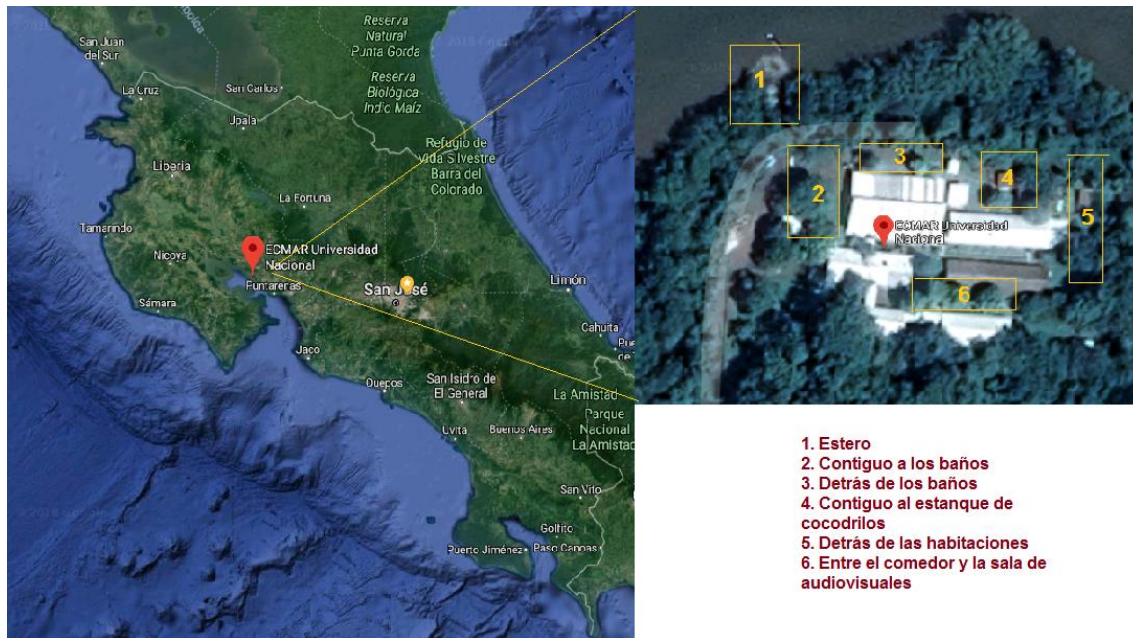 San Juan
del Sur
La Cruz
San Carlos
Upala
Reserva
Natural
Punta Gorda
Reserva
Biológica
Indio Maíz
Refugio de
Vida Silvestre
Barra del
Colorado
Liberia
La Fortuna
Tamarindo
Nicoya
ECMAR Universidad
Nacional
Puntarenas
San José
Limón
Sámara
Cahuita
Jaco
Quepos
San Isidro de
El General
La Amistad
Parque
Nacional
La Amistad
Uvita
Buenos Aires
San Vito
Golfito
Puerto Jiménez
Paso Canoas
1
2
3
4
5
6
ECMAR Universidad
Nacional
1. Estero
2. Contiguo a los baños
3. Detrás de los baños
4. Contiguo al estanque de
cocodrilos
5. Detrás de las habitaciones
6. Entre el comedor y la sala de
audiovisuales